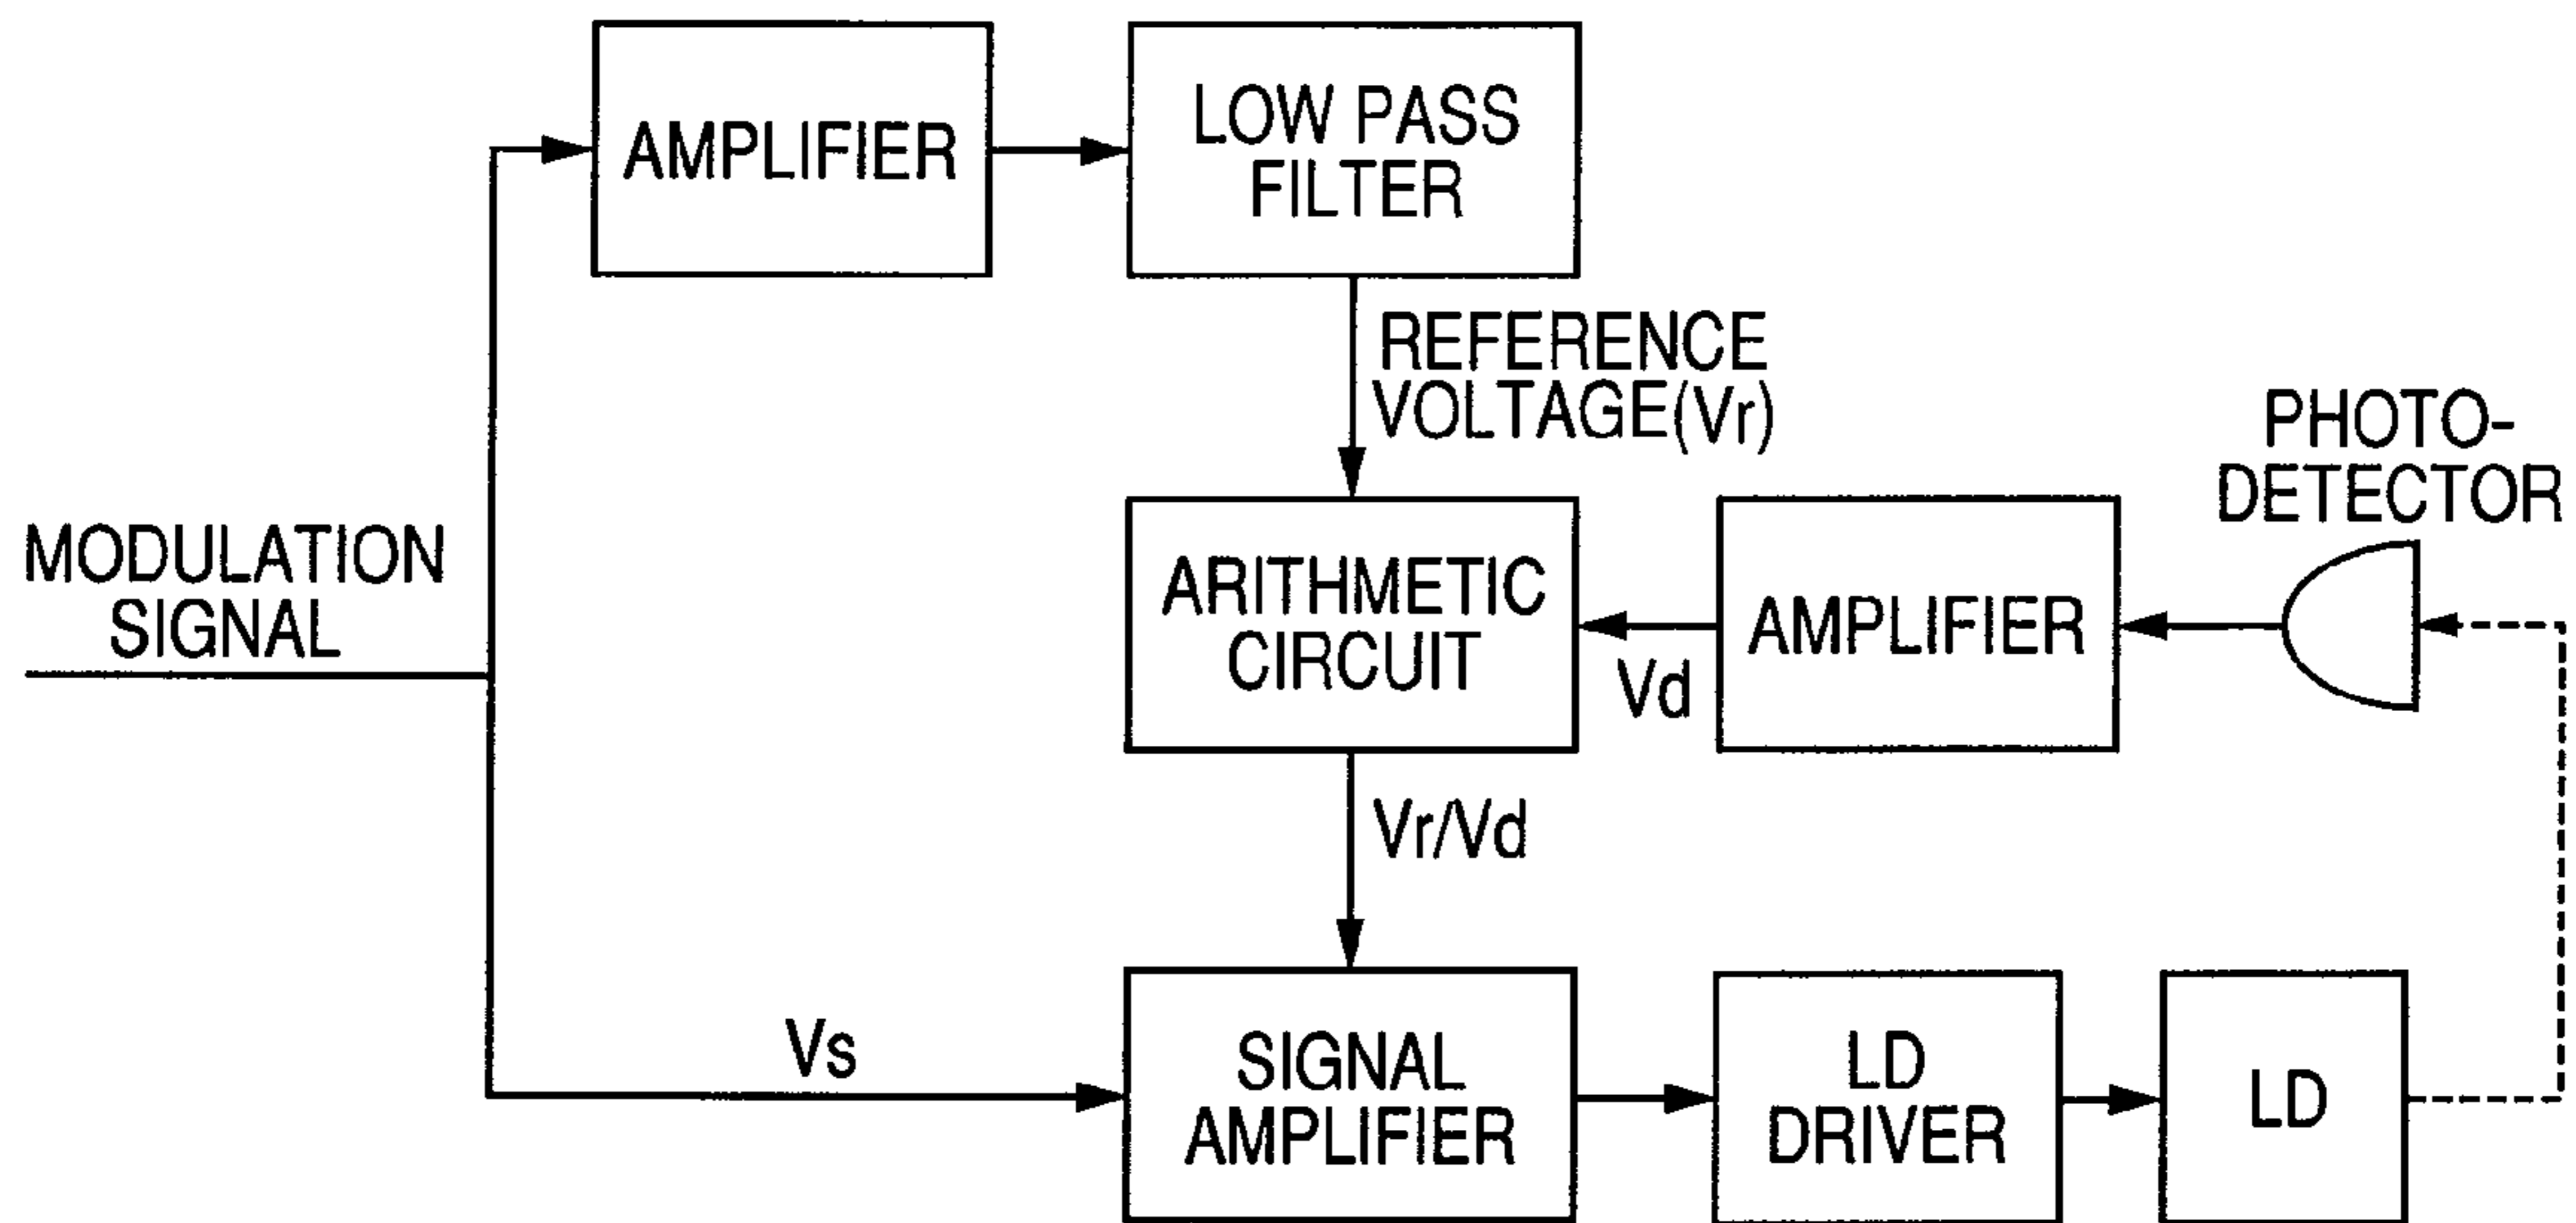 AMPLIFIER
LOW PASS
FILTER
REFERENCE
VOLTAGE(Vr)
PHOTO-
DETECTOR
MODULATION
SIGNAL
ARITHMETIC
CIRCUIT
Vd
AMPLIFIER
Vr/Vd
Vs
SIGNAL
AMPLIFIER
LD
DRIVER
LD